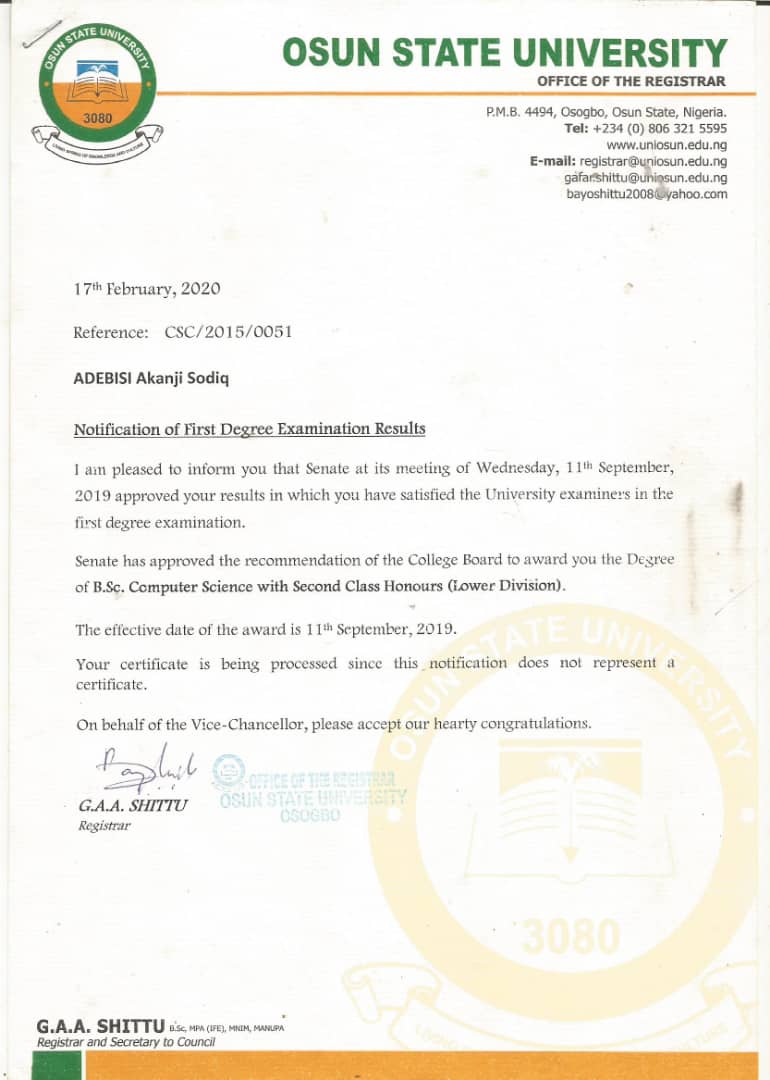 OSUN STATE UNIVERSITY
3080
LIVING SPRING OF KNOWLEDGE AND CULTURE
OSUN STATE UNIVERSITY
OFFICE OF THE REGISTRAR
P.M.B. 4494, Osogbo, Osun State, Nigeria.
Tel: +234 (0) 806 321 5595
www.uniosun.edu.ng
E-mail: registrar@uniosun.edu.ng
gafar.shittu@uniosun.edu.ng
bayoshittu2008@yahoo.com
17th February, 2020
Reference: CSC/2015/0051
ADEBISI Akanji Sodiq
Notification of First Degree Examination Results
I am pleased to inform you that Senate at its meeting of Wednesday, 11th September,
2019 approved your results in which you have satisfied the University examiners in the
first degree examination.
Senate has approved the recommendation of the College Board to award you the Degree
of B.Sc. Computer Science with Second Class Honours (Lower Division).
The effective date of the award is 11th September, 2019.
Your certificate is being processed since this notification does not represent a
certificate.
On behalf of the Vice-Chancellor, please accept our hearty congratulations.
G.A.A. SHITTU
Registrar
OFFICE OF THE REGISTRAR
OSUN STATE UNIVERSITY
OSOGBO
OSUN STATE UNIVERSITY
3080
G.A.A. SHITTU B.Sc, MPA (IFE), MNIM, MANUPA
Registrar and Secretary to Council